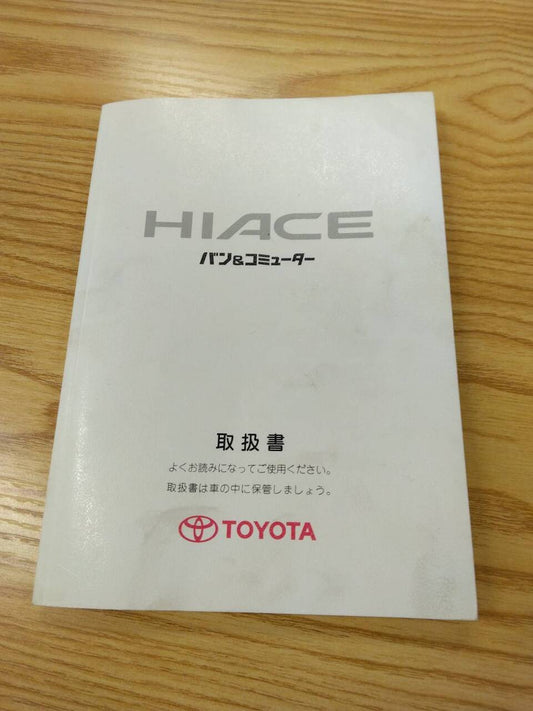 HIACE
バン&コミューター
取扱書
よくお読みになってご使用ください。
取扱書は車の中に保管しましょう。
TOYOTA